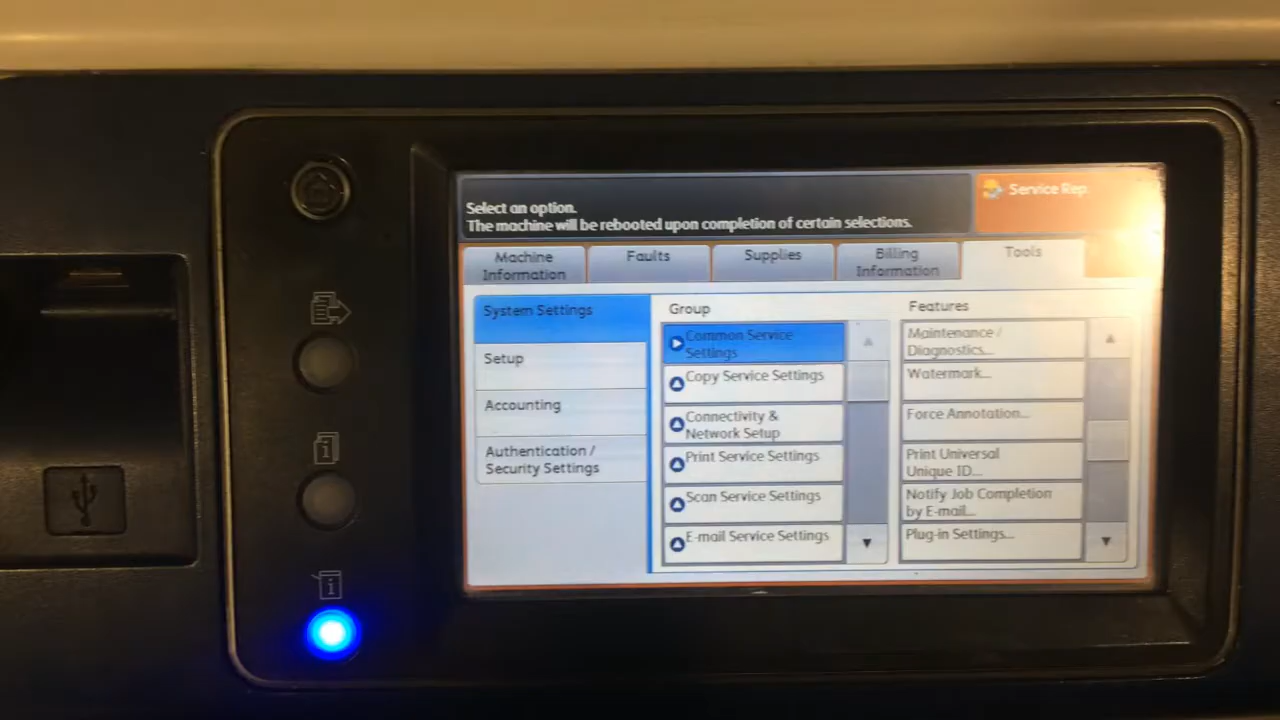 Select an option.
The machine will be rebooted upon completion of certain selections.
Service Rep.
Machine
Information
Faults
Supplies
Billing
Information
Tools
System Settings
Setup
Accounting
Authentication /
Security Settings
Group
Common Service
Settings
Copy Service Settings
Connectivity &
Network Setup
Print Service Settings
Scan Service Settings
E-mail Service Settings
Features
Maintenance /
Diagnostics...
Watermark...
Force Annotation...
Print Universal
Unique ID...
Notify Job Completion
by E-mail...
Plug-in Settings...